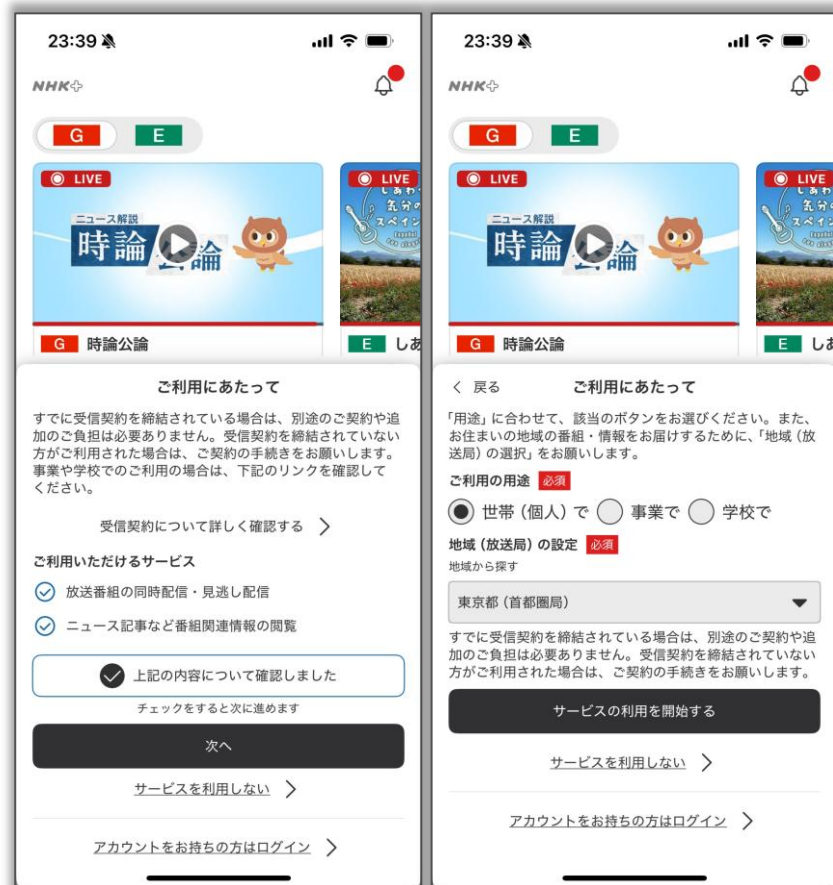 23:39
NHK+
G E
LIVE
ニュース解説
時論公論
G 時論公論
LIVE
しあわ
気分の
スペイン
E しあ
ご利用にあたって
すでに受信契約を締結されている場合は、別途のご契約や追
加のご負担は必要ありません。受信契約を締結されていない
方がご利用された場合は、ご契約の手続きをお願いします。
事業や学校でのご利用の場合は、下記のリンクを確認して
ください。
受信契約について詳しく確認する >
ご利用いただけるサービス
放送番組の同時配信・見逃し配信
ニュース記事など番組関連情報の閲覧
上記の内容について確認しました
チェックをすると次に進めます
次へ
サービスを利用しない >
アカウントをお持ちの方はログイン >
23:39
NHK+
G E
LIVE
ニュース解説
時論公論
G 時論公論
LIVE
しあわ
気分の
スペイン
E しあ
< 戻る
ご利用にあたって
「用途」に合わせて、該当のボタンをお選びください。また、
お住まいの地域の番組・情報をお届けするために、「地域（放
送局）の選択」をお願いします。
ご利用の用途 必須
世帯（個人）で 事業で 学校で
地域（放送局）の設定 必須
地域から探す
東京都（首都圏局）
すでに受信契約を締結されている場合は、別途のご契約や追
加のご負担は必要ありません。受信契約を締結されていない
方がご利用された場合は、ご契約の手続きをお願いします。
サービスの利用を開始する
サービスを利用しない >
アカウントをお持ちの方はログイン >